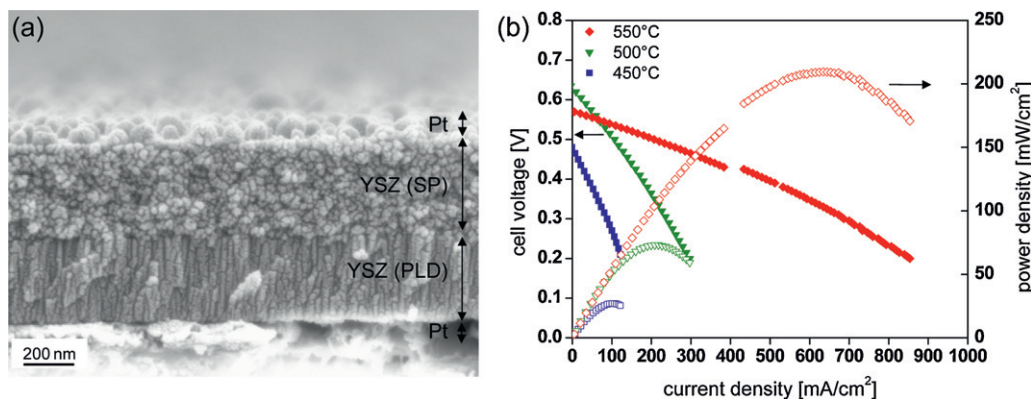 (a)
Pt
YSZ (SP)
YSZ (PLD)
Pt
200 nm
(b)
550°C
500°C
450°C
cell voltage [V]
0.8
0.7
0.6
0.5
0.4
0.3
0.2
0.1
0.0
250
200
150
100
50
0
power density [mW/cm²]
0 100 200 300 400 500 600 700 800 900 1000
current density [mA/cm²]